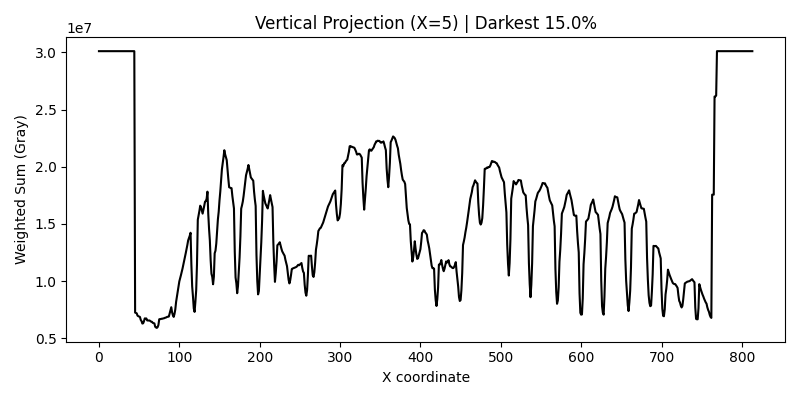 Vertical Projection (X=5) | Darkest 15.0%
1e7
3.0
2.5
2.0
1.5
1.0
0.5
Weighted Sum (Gray)
0 100 200 300 400 500 600 700 800
X coordinate